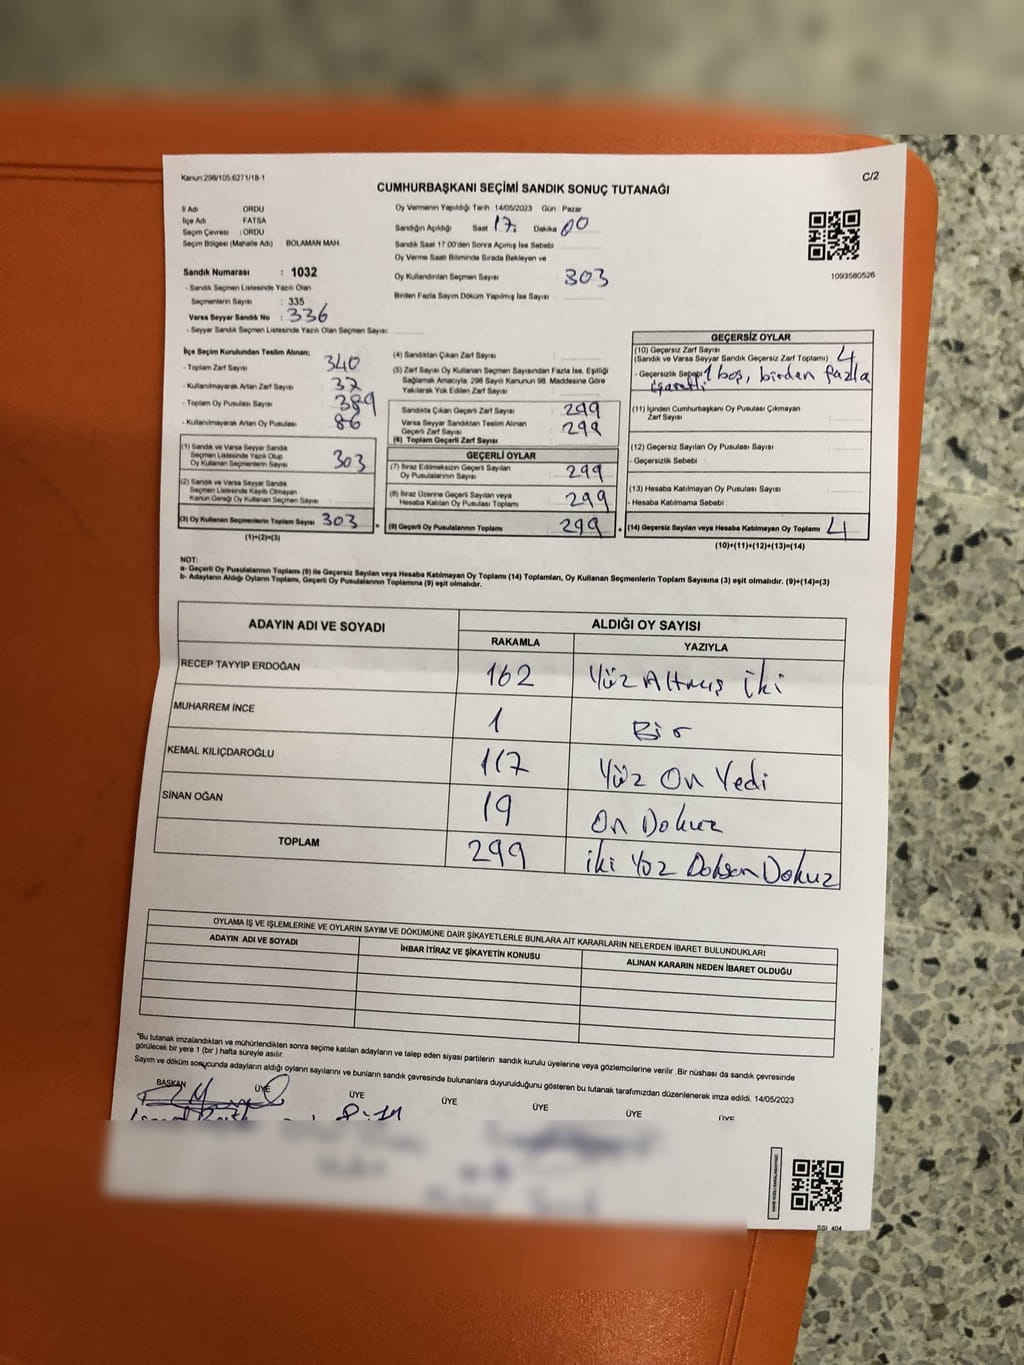 Kanun:298/105;6271/18-1
C/2
CUMHURBAŞKANI SEÇİMİ SANDIK SONUÇ TUTANAĞI
İl Adı ORDU
İlçe Adı FATSA
Seçim Çevresi : ORDU
Seçim Bölgesi (Mahalle Adı) BOLAMAN MAH.
Sandık Numarası : 1032
- Sandık Seçmen Listesinde Yazılı Olan
Seçmenlerin Sayısı : 335
Varsa Seyyar Sandık No : 336
- Seyyar Sandık Seçmen Listesinde Yazılı Olan Seçmen Sayısı:
Oy Vermenin Yapıldığı Tarih 14/05/2023 Gün Pazar
Sandığın Açıldığı Saat 17. Dakika 00
Sandık Saat 17:00'den Sonra Açılmış İse Sebebi
Oy Verme Saati Bitiminde Sırada Bekleyen ve
Oy Kullandırılan Seçmen Sayısı 303
Birden Fazla Sayım Döküm Yapılmış İse Sayısı
1093580526
İlçe Seçim Kurulundan Teslim Alınan;
- Toplam Zarf Sayısı 340
- Kullanılmayarak Artan Zarf Sayısı 37
- Toplam Oy Pusulası Sayısı 389
- Kullanılmayarak Artan Oy Pusulası 86
(1) Sandık ve Varsa Seyyar Sandık
Seçmen Listesinde Yazılı Olup
Oy Kullanan Seçmenlerin Sayısı 303
(2) Sandık ve Varsa Seyyar Sandık
Seçmen Listesinde Kayıtlı Olmayan
Kanun Gereği Oy Kullanan Seçmen Sayısı
(3) Oy Kullanan Seçmenlerin Toplam Sayısı 303
(1)+(2)=(3)
(4) Sandıktan Çıkan Zarf Sayısı
(5) Zarf Sayısı Oy Kullanan Seçmen Sayısından Fazla İse, Eşitliği
Sağlamak Amacıyla, 298 Sayılı Kanunun 98. Maddesine Göre
Yakılarak Yok Edilen Zarf Sayısı
Sandıkta Çıkan Geçerli Zarf Sayısı 299
Varsa Seyyar Sandıktan Teslim Alınan
Geçerli Zarf Sayısı 299
(6) Toplam Geçerli Zarf Sayısı
GEÇERLİ OYLAR
(7) İtiraz Edilmeksizin Geçerli Sayılan
Oy Pusulalarının Sayısı 299
(8) İtiraz Üzerine Geçerli Sayılan veya
Hesaba Katılan Oy Pusulası Toplamı 299
(9) Geçerli Oy Pusulalarının Toplamı 299
GEÇERSİZ OYLAR
(10) Geçersiz Zarf Sayısı
(Sandık ve Varsa Seyyar Sandık Geçersiz Zarf Toplamı) 4
- Geçersizlik Sebebi 1 boş, birden fazla
işaretli
(11) İçinden Cumhurbaşkanı Oy Pusulası Çıkmayan
Zarf Sayısı
(12) Geçersiz Sayılan Oy Pusulası Sayısı
- Geçersizlik Sebebi
(13) Hesaba Katılmayan Oy Pusulası Sayısı
- Hesaba Katılmama Sebebi
(14) Geçersiz Sayılan veya Hesaba Katılmayan Oy Toplamı 4
(10)+(11)+(12)+(13)=(14)
NOT:
a- Geçerli Oy Pusulalarının Toplamı (9) ile Geçersiz Sayılan veya Hesaba Katılmayan Oy Toplamı (14) Toplamları, Oy Kullanan Seçmenlerin Toplam Sayısına (3) eşit olmalıdır. (9)+(14)=(3)
b- Adayların Aldığı Oyların Toplamı, Geçerli Oy Pusulalarının Toplamına (9) eşit olmalıdır.
ADAYIN ADI VE SOYADI ALDIĞI OY SAYISI
RAKAMLA YAZIYLA
RECEP TAYYİP ERDOĞAN 162 Yüz Altmış İki
MUHARREM İNCE 1 Bir
KEMAL KILIÇDAROĞLU 117 Yüz On Yedi
SİNAN OĞAN 19 On Dokuz
TOPLAM 299 iki Yüz Doksan Dokuz
OYLAMA İŞ VE İŞLEMLERİNE VE OYLARIN SAYIM VE DÖKÜMÜNE DAİR ŞİKAYETLERLE BUNLARA AİT KARARLARIN NELERDEN İBARET BULUNDUKLARI
ADAYIN ADI VE SOYADI İHBAR İTİRAZ VE ŞİKAYETİN KONUSU ALINAN KARARIN NEDEN İBARET OLDUĞU
*Bu tutanak imzalandıktan ve mühürlendikten sonra seçime katılan adayların ve talep eden siyasi partilerin sandık kurulu üyelerine veya gözlemcilerine verilir .Bir nüshası da sandık çevresinde
görülecek bir yere 1 (bir ) hafta süreyle asılır.
Sayım ve döküm sonucunda adayların aldığı oyların sayılarını ve bunların sandık çevresinde bulunanlara duyurulduğunu gösteren bu tutanak tarafımızdan düzenlenerek imza edildi. 14/05/2023
BAŞKAN ÜYE ÜYE ÜYE ÜYE ÜYE ÜYE